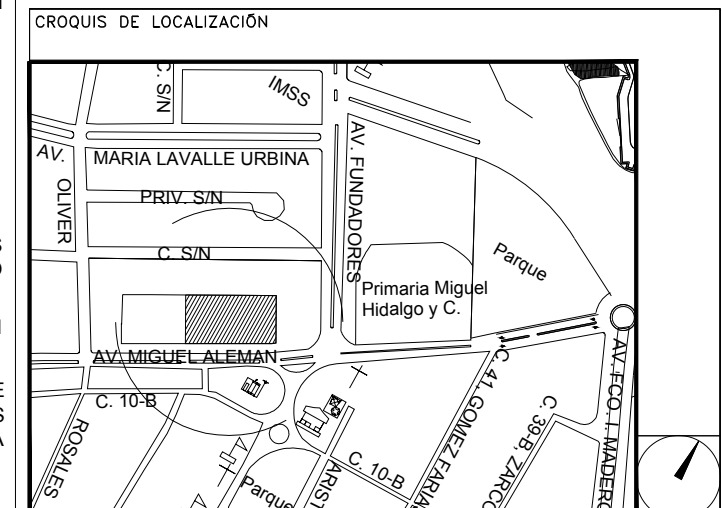 CROQUIS DE LOCALIZACIÓN
C. S/N
IMSS
AV.
MARIA LAVALLE URBINA
OLIVER
PRIV. S/N
C. S/N
AV. FUNDADORES
Parque
Primaria Miguel
Hidalgo y C.
AV. MIGUEL ALEMAN
C. 10-B
ROSALES
Parque
C. 10-B
C. 41, GOMEZ FARIAS
C. 39-B, ZARCO
AV. FCO. I. MADERO